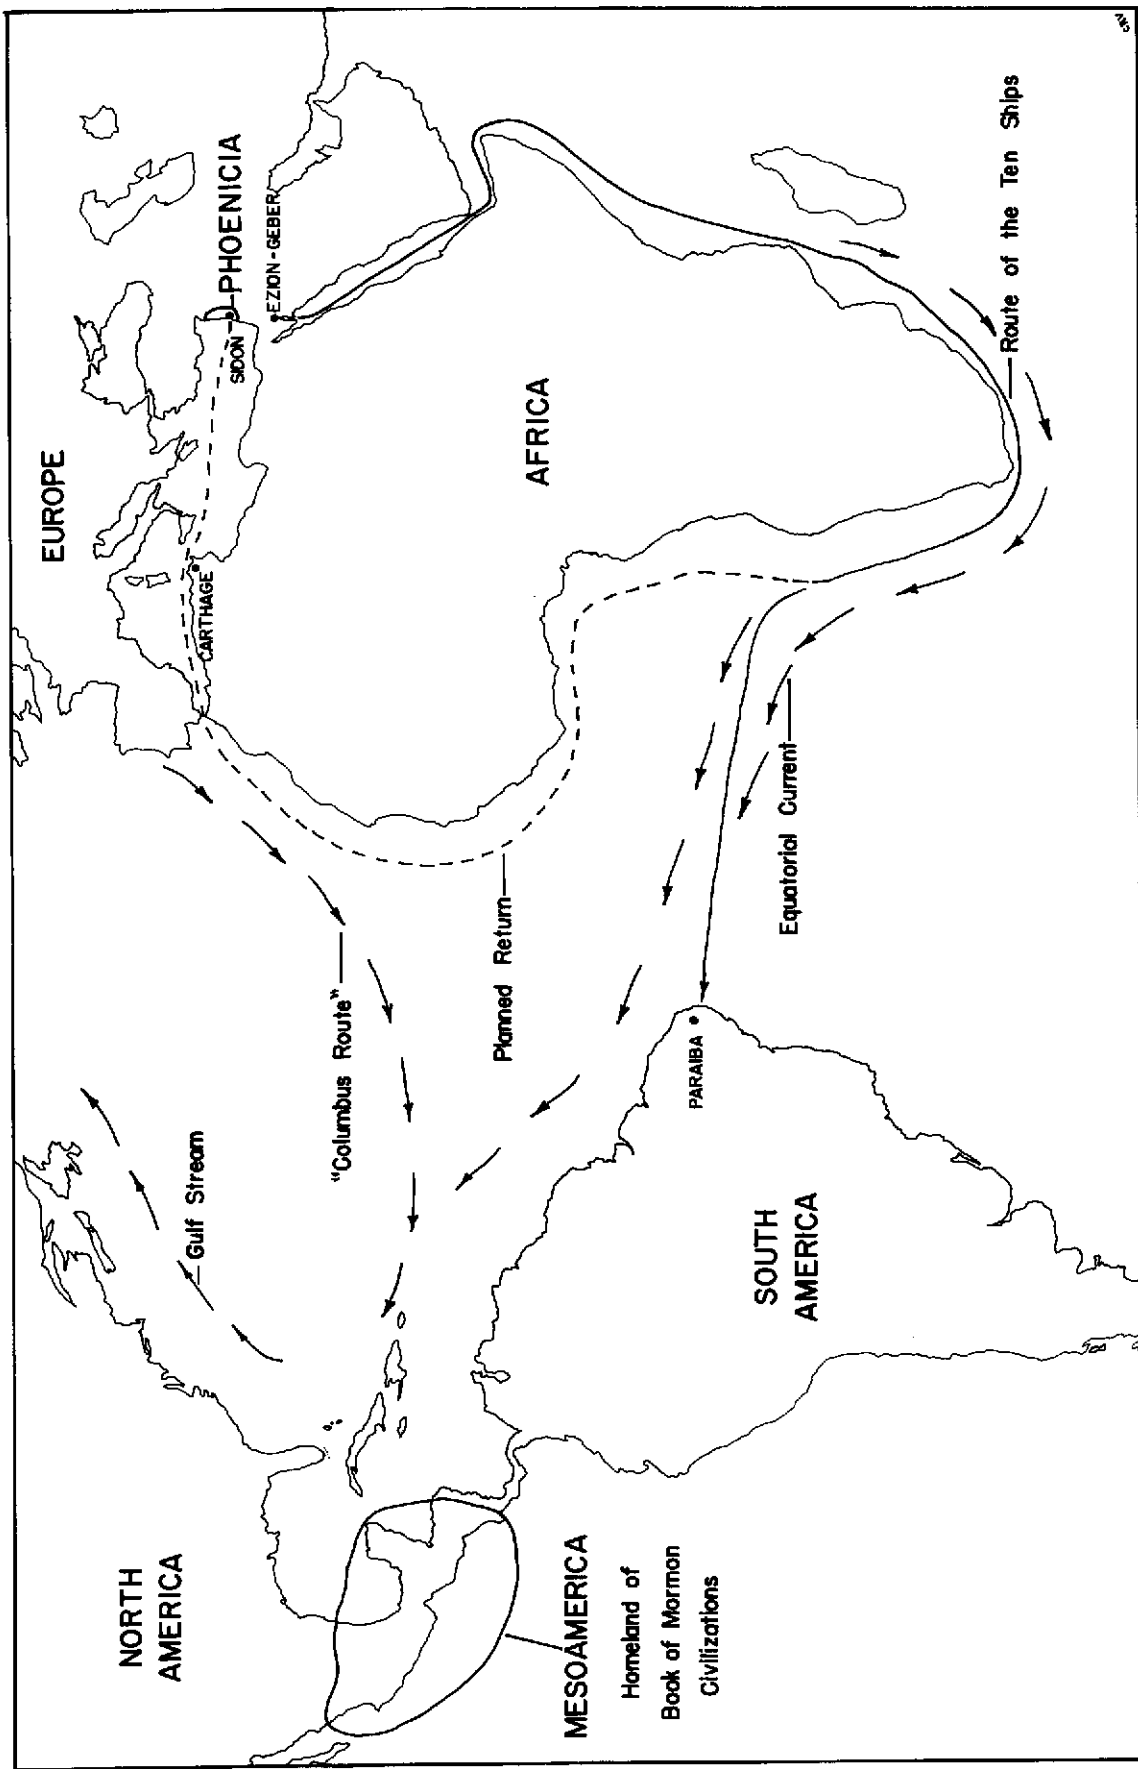 NORTH
AMERICA
EUROPE
Gulf Stream
CARTHAGE
SIDON
PHOENICIA
EZION-GEBER
"Columbus Route"
Planned Return
AFRICA
MESOAMERICA
Homeland of
Book of Mormon
Civilizations
SOUTH
AMERICA
PARAIBA
Equatorial Current
Route of the Ten Ships